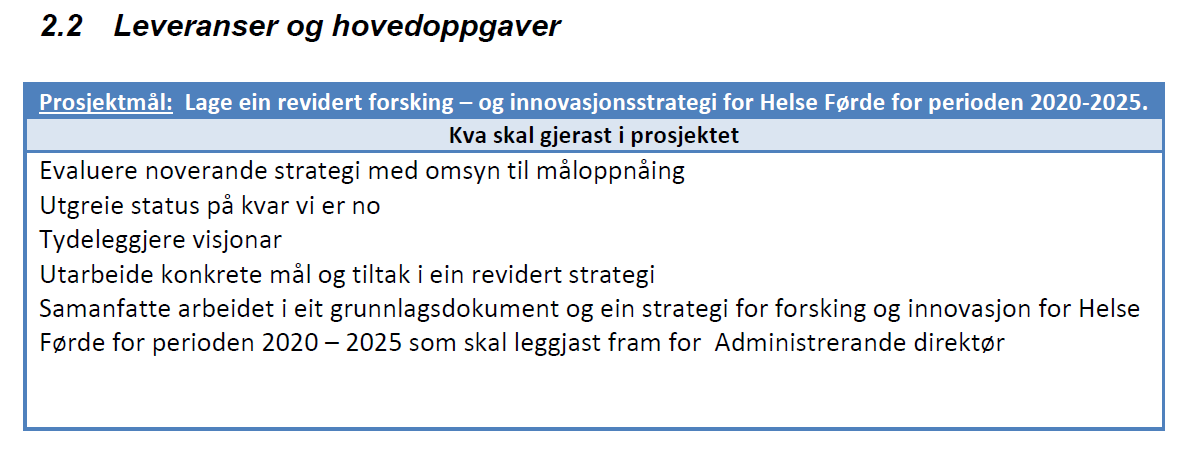 2.2 Leveranser og hovedoppgaver
Prosjektmål: Lage ein revidert forsking – og innovasjonsstrategi for Helse Førde for perioden 2020-2025.
Kva skal gjerast i prosjektet
Evaluere noverande strategi med omsyn til måloppnåing
Utgreie status på kvar vi er no
Tydeleggjere visjonar
Utarbeide konkrete mål og tiltak i ein revidert strategi
Samanfatte arbeidet i eit grunnlagsdokument og ein strategi for forsking og innovasjon for Helse
Førde for perioden 2020 – 2025 som skal leggjast fram for Administrerande direktør